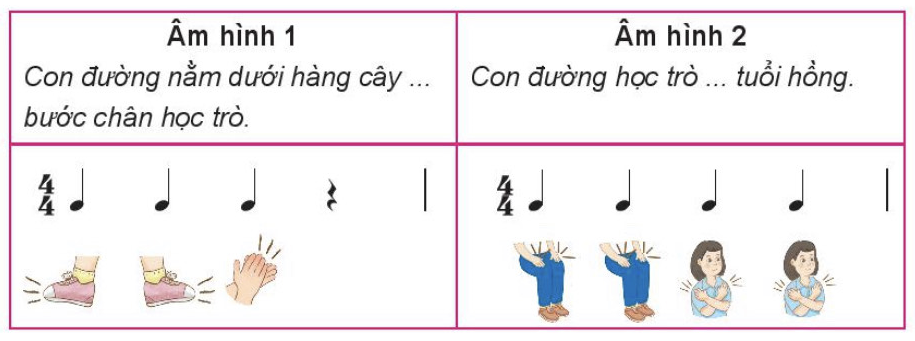 Âm hình 1
Con đường nằm dưới hàng cây ...
bước chân học trò.
Âm hình 2
Con đường học trò ... tuổi hồng.
4
4
4
4